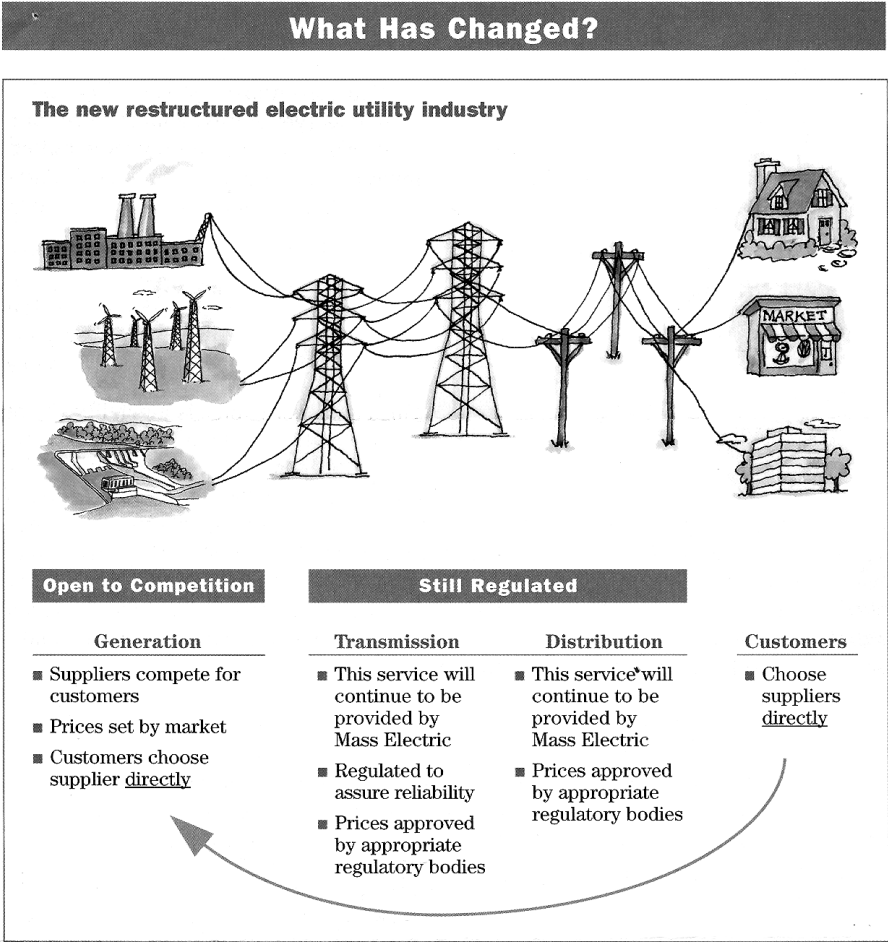 What Has Changed?
The new restructured electric utility industry
MARKET
Open to Competition
Still Regulated
Generation
■ Suppliers compete for
customers
■ Prices set by market
■ Customers choose
supplier directly
Transmission
■ This service will
continue to be
provided by
Mass Electric
■ Regulated to
assure reliability
■ Prices approved
by appropriate
regulatory bodies
Distribution
■ This service will
continue to be
provided by
Mass Electric
■ Prices approved
by appropriate
regulatory bodies
Customers
■ Choose
suppliers
directly